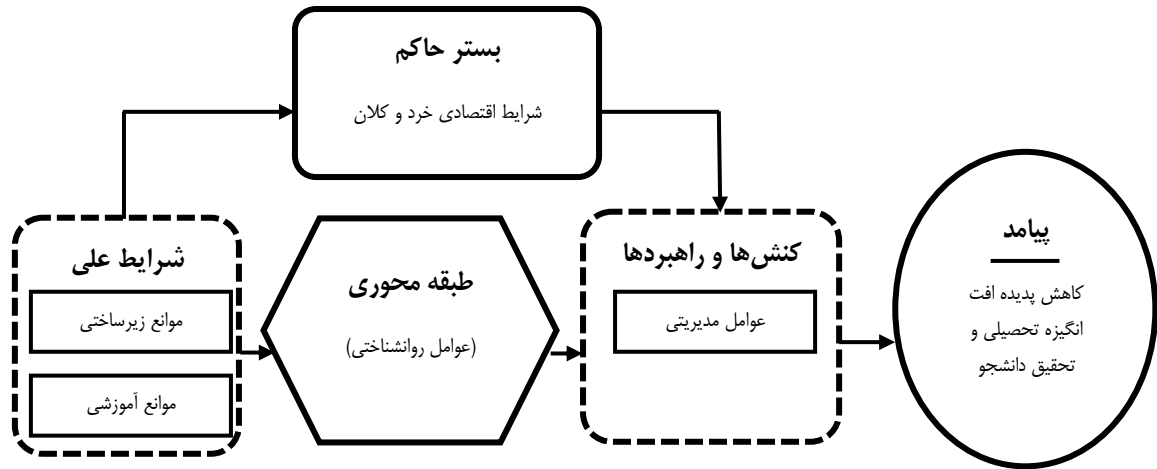 بستر حاکم
شرایط اقتصادی خرد و کلان
شرایط علی
موانع زیرساختی
موانع آموزشی
طبقه محوری
(عوامل روانشناختی)
کنش‌ها و راهبردها
عوامل مدیریتی
پیامد
کاهش پدیده افت
انگیزه تحصیلی و
تحقیق دانشجو